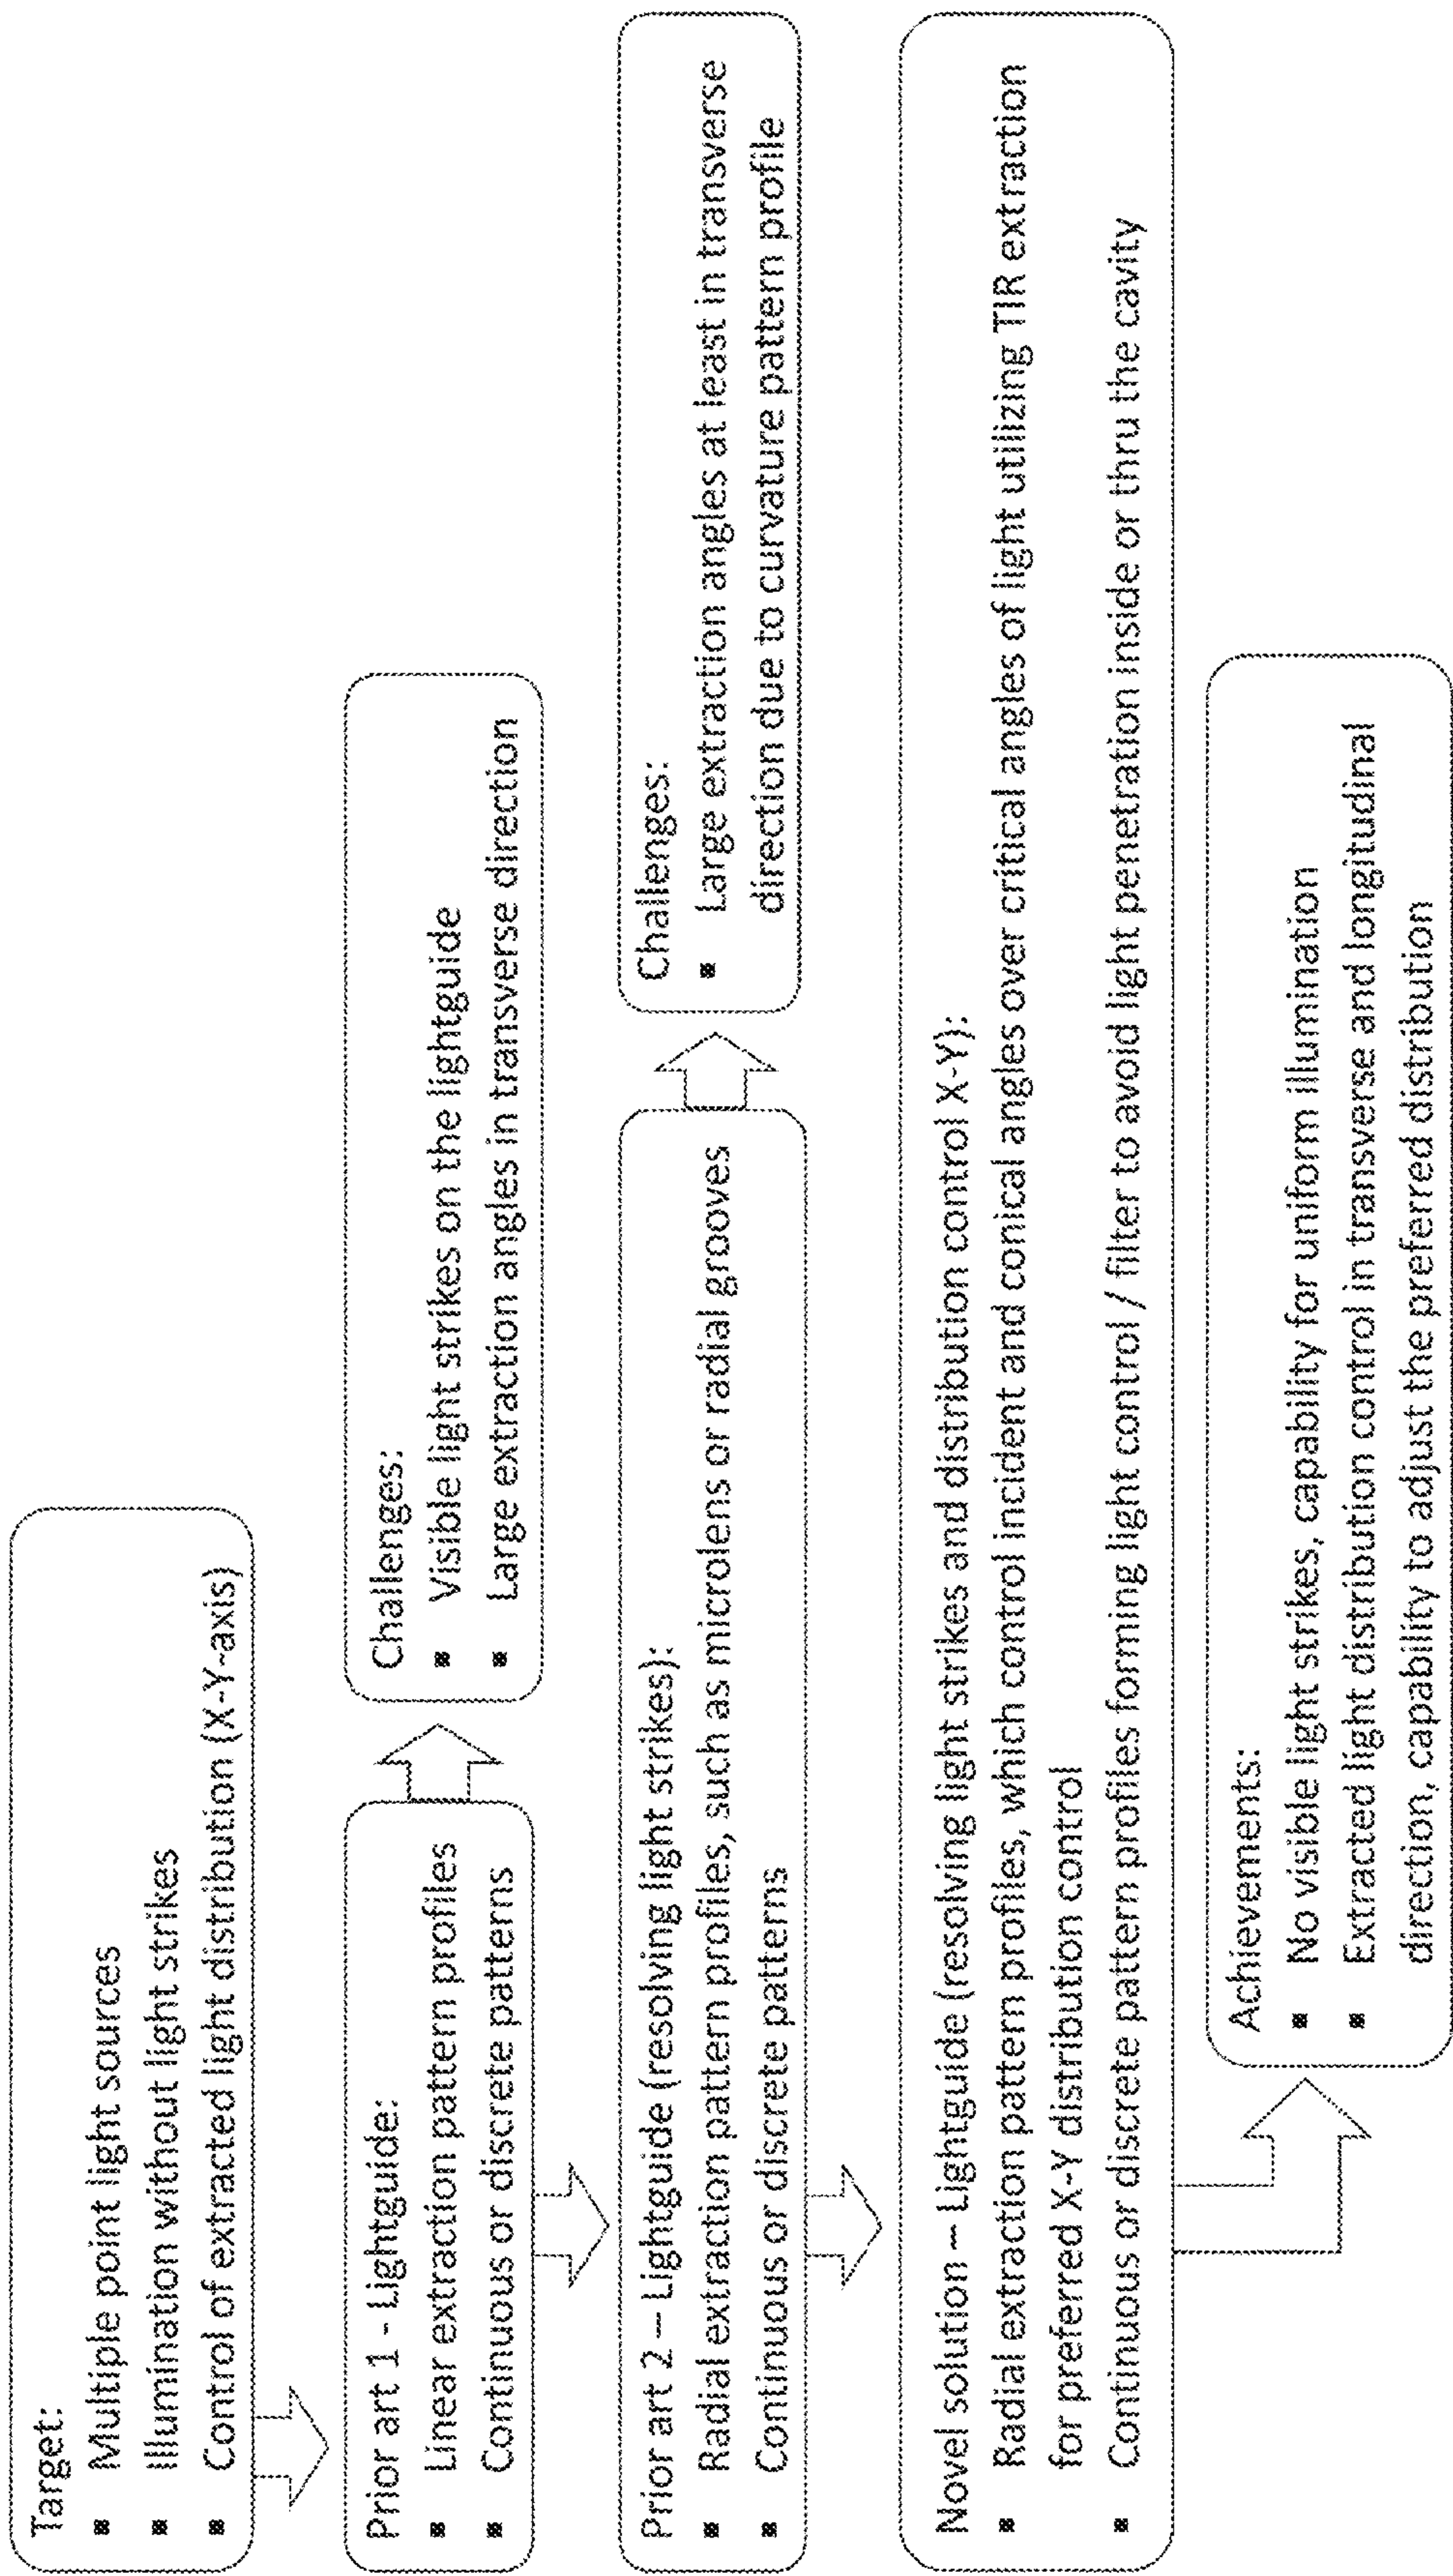 Target:
▪ Multiple point light sources
▪ Illumination without light strikes
▪ Control of extracted light distribution (X-Y-axis)
Prior art 1 - Lightguide:
▪ Linear extraction pattern profiles
▪ Continuous or discrete patterns
Challenges:
▪ Visible light strikes on the lightguide
▪ Large extraction angles in transverse direction
Prior art 2 – Lightguide (resolving light strikes):
▪ Radial extraction pattern profiles, such as microlens or radial grooves
▪ Continuous or discrete patterns
Challenges:
▪ Large extraction angles at least in transverse
direction due to curvature pattern profile
Novel solution – Lightguide (resolving light strikes and distribution control X-Y):
▪ Radial extraction pattern profiles, which control incident and conical angles over critical angles of light utilizing TIR extraction
for preferred X-Y distribution control
▪ Continuous or discrete pattern profiles forming light control / filter to avoid light penetration inside or thru the cavity
Achievements:
▪ No visible light strikes, capability for uniform illumination
▪ Extracted light distribution control in transverse and longitudinal
direction, capability to adjust the preferred distribution